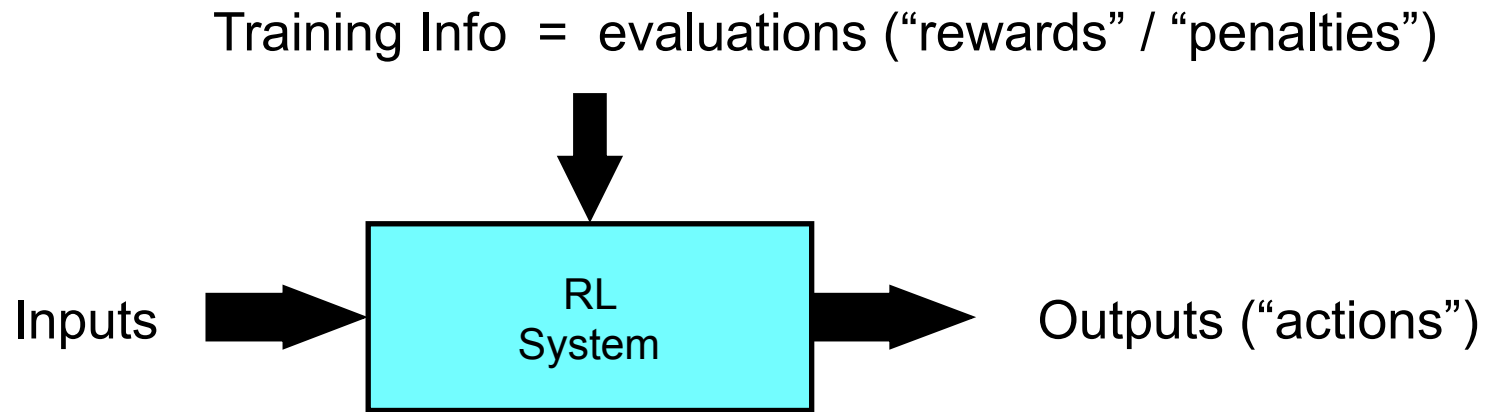 Training Info = evaluations (“rewards” / “penalties”)
RL
System
Inputs
Outputs (“actions”)